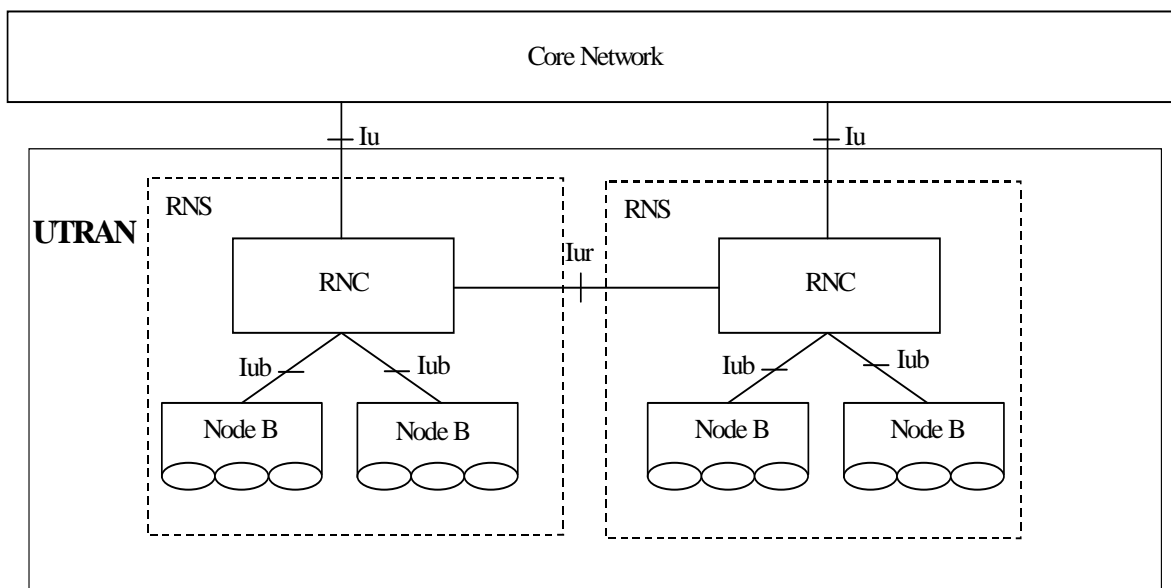 Core Network
Iu
Iu
RNS
RNS
UTRAN
Iur
RNC
RNC
Iub
Iub
Iub
Iub
Node B
Node B
Node B
Node B